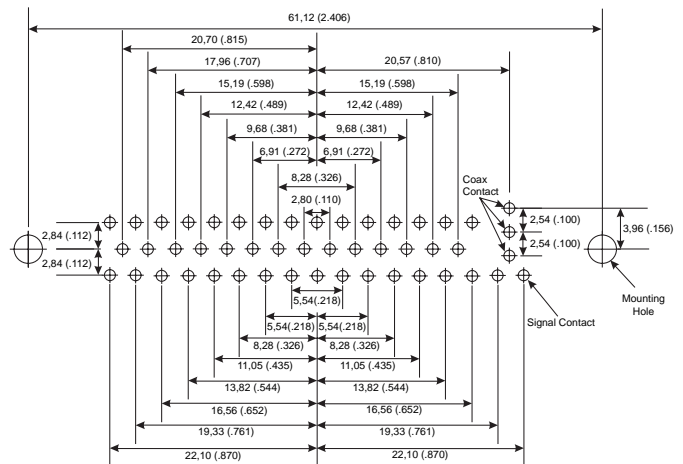 61,12 (2.406)
20,70 (.815)
17,96 (.707) 20,57 (.810)
15,19 (.598) 15,19 (.598)
12,42 (.489) 12,42 (.489)
9,68 (.381) 9,68 (.381)
6,91 (.272) 6,91 (.272)
8,28 (.326)
Coax
Contact
2,80 (.110)
2,84 (.112) 2,54 (.100) 3,96 (.156)
2,84 (.112) 2,54 (.100)
5,54(.218)
Mounting
Hole
Signal Contact
5,54(.218) 5,54(.218)
8,28 (.326) 8,28 (.326)
11,05 (.435) 11,05 (.435)
13,82 (.544) 13,82 (.544)
16,56 (.652) 16,56 (.652)
19,33 (.761) 19,33 (.761)
22,10 (.870) 22,10 (.870)